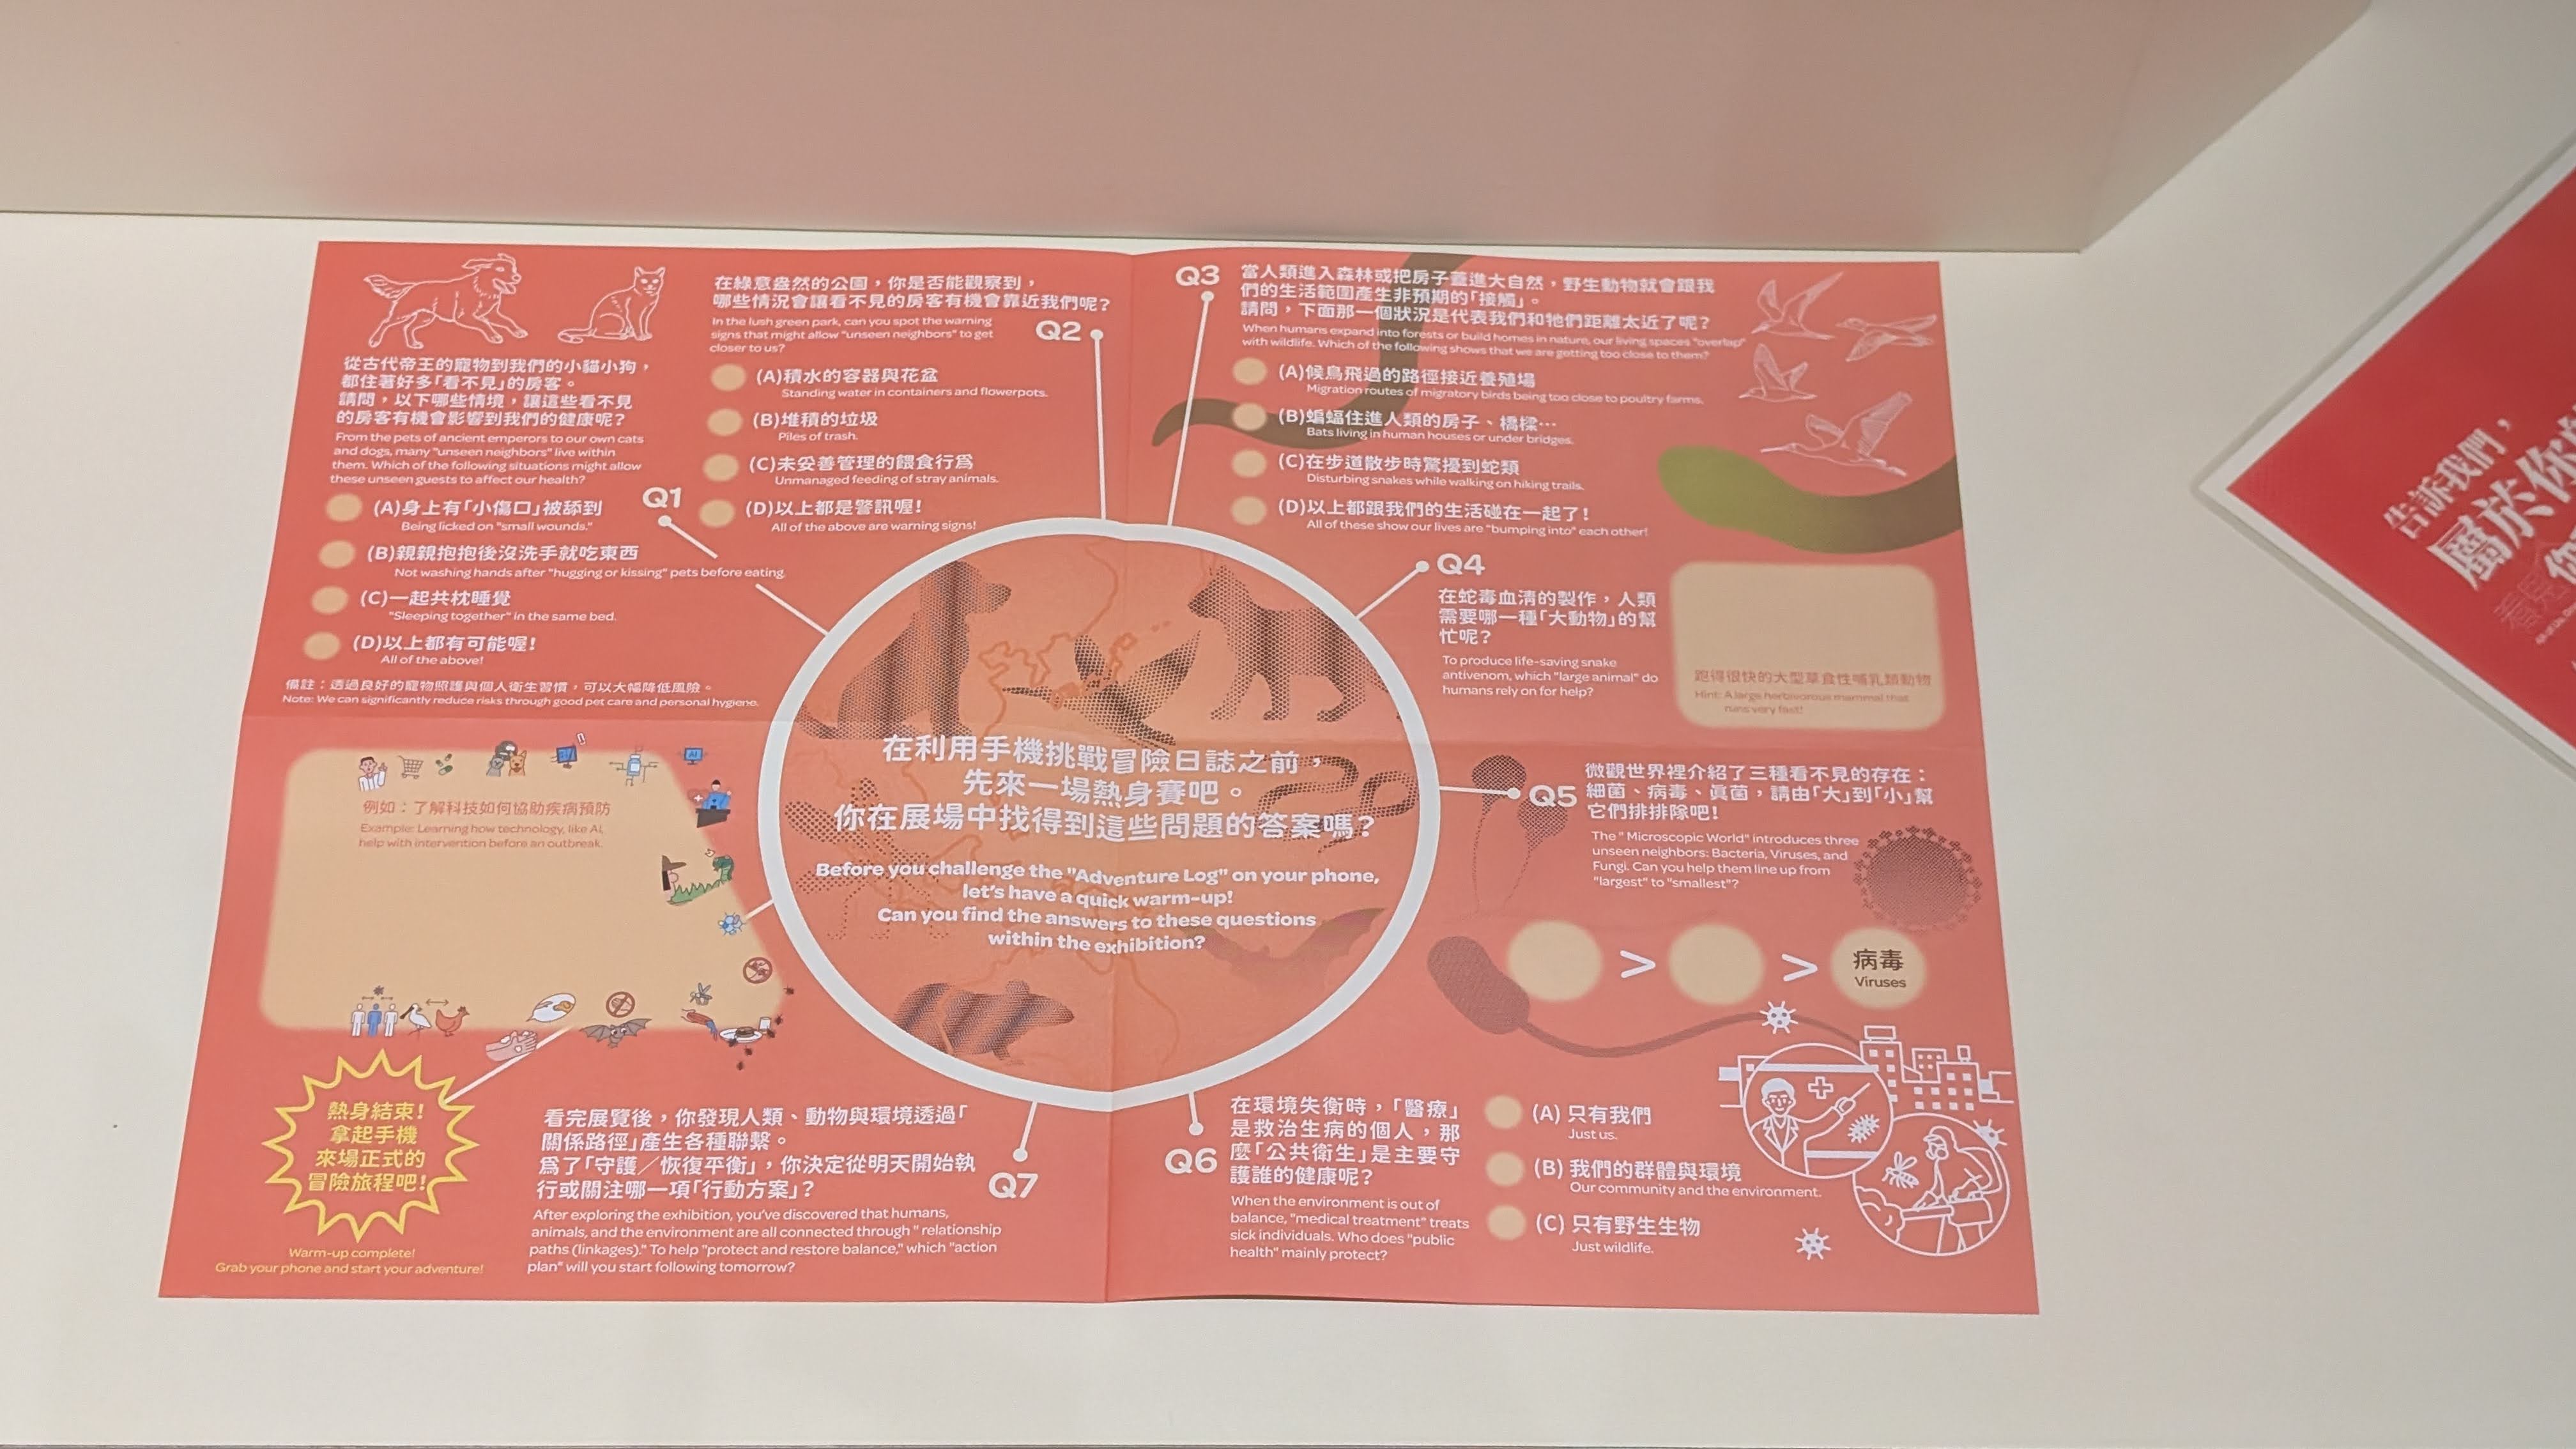 從古代帝王的寵物到我們的小貓小狗，
都住著好多「看不見」的房客。
請問，以下哪些情境，讓這些看不見
的房客有機會影響到我們的健康呢？
From the pets of ancient emperors to our own cats
and dogs, many "unseen neighbors" live within
them. Which of the following situations might allow
these unseen guests to affect our health?
Q1
(A)身上有「小傷口」被舔到
Being licked on "small wounds."
(B)親親抱抱後沒洗手就吃東西
Not washing hands after "hugging or kissing" pets before eating.
(C)一起共枕睡覺
"Sleeping together" in the same bed.
(D)以上都有可能喔！
All of the above!
備註：透過良好的寵物照護與個人衛生習慣，可以大幅降低風險。
Note: We can significantly reduce risks through good pet care and personal hygiene.
在綠意盎然的公園，你是否能觀察到，
哪些情況會讓看不見的房客有機會靠近我們呢？
In the lush green park, can you spot the warning
signs that might allow "unseen neighbors" to get
closer to us?
Q2
(A)積水的容器與花盆
Standing water in containers and flowerpots.
(B)堆積的垃圾
Piles of trash.
(C)未妥善管理的餵食行為
Unmanaged feeding of stray animals.
(D)以上都是警訊喔！
All of the above are warning signs!
Q3
當人類進入森林或把房子蓋進大自然，野生動物就會跟我
們的生活範圍產生非預期的「接觸」。
請問，下面那一個狀況是代表我們和牠們距離太近了呢？
When humans expand into forests or build homes in nature, our living spaces "overlap"
with wildlife. Which of the following shows that we are getting too close to them?
(A)候鳥飛過的路徑接近養殖場
Migration routes of migratory birds being too close to poultry farms.
(B)蝙蝠住進人類的房子、橋樑…
Bats living in human houses or under bridges.
(C)在步道散步時驚擾到蛇類
Disturbing snakes while walking on hiking trails.
(D)以上都跟我們的生活碰在一起了！
All of these show our lives are "bumping into" each other!
Q4
在蛇毒血清的製作，人類
需要哪一種「大動物」的幫
忙呢？
To produce life-saving snake
antivenom, which "large animal" do
humans rely on for help?
跑得很快的大型草食性哺乳類動物
Hint: A large herbivorous mammal that
runs very fast!
在利用手機挑戰冒險日誌之前，
先來一場熱身賽吧。
你在展場中找得到這些問題的答案嗎？
Before you challenge the "Adventure Log" on your phone,
let's have a quick warm-up!
Can you find the answers to these questions
within the exhibition?
Q5
微觀世界裡介紹了三種看不見的存在：
細菌、病毒、真菌，請由「大」到「小」幫
它們排排隊吧！
The " Microscopic World" introduces three
unseen neighbors: Bacteria, Viruses, and
Fungi. Can you help them line up from
"largest" to "smallest"?
> > 病毒
Viruses
Q6
在環境失衡時，「醫療」
是救治生病的個人，那
麼「公共衛生」是主要守
護誰的健康呢？
When the environment is out of
balance, "medical treatment" treats
sick individuals. Who does "public
health" mainly protect?
(A) 只有我們
Just us.
(B) 我們的群體與環境
Our community and the environment.
(C) 只有野生生物
Just wildlife.
Q7
看完展覽後，你發現人類、動物與環境透過「
關係路徑」產生各種聯繫。
為了「守護／恢復平衡」，你決定從明天開始執
行或關注哪一項「行動方案」？
After exploring the exhibition, you've discovered that humans,
animals, and the environment are all connected through " relationship
paths (linkages)." To help "protect and restore balance," which "action
plan" will you start following tomorrow?
AI
例如：了解科技如何協助疾病預防
Example: Learning how technology, like AI,
help with intervention before an outbreak.
熱身結束！
拿起手機
來場正式的
冒險旅程吧！
Warm-up complete!
Grab your phone and start your adventure!
告訴我們，
屬於你